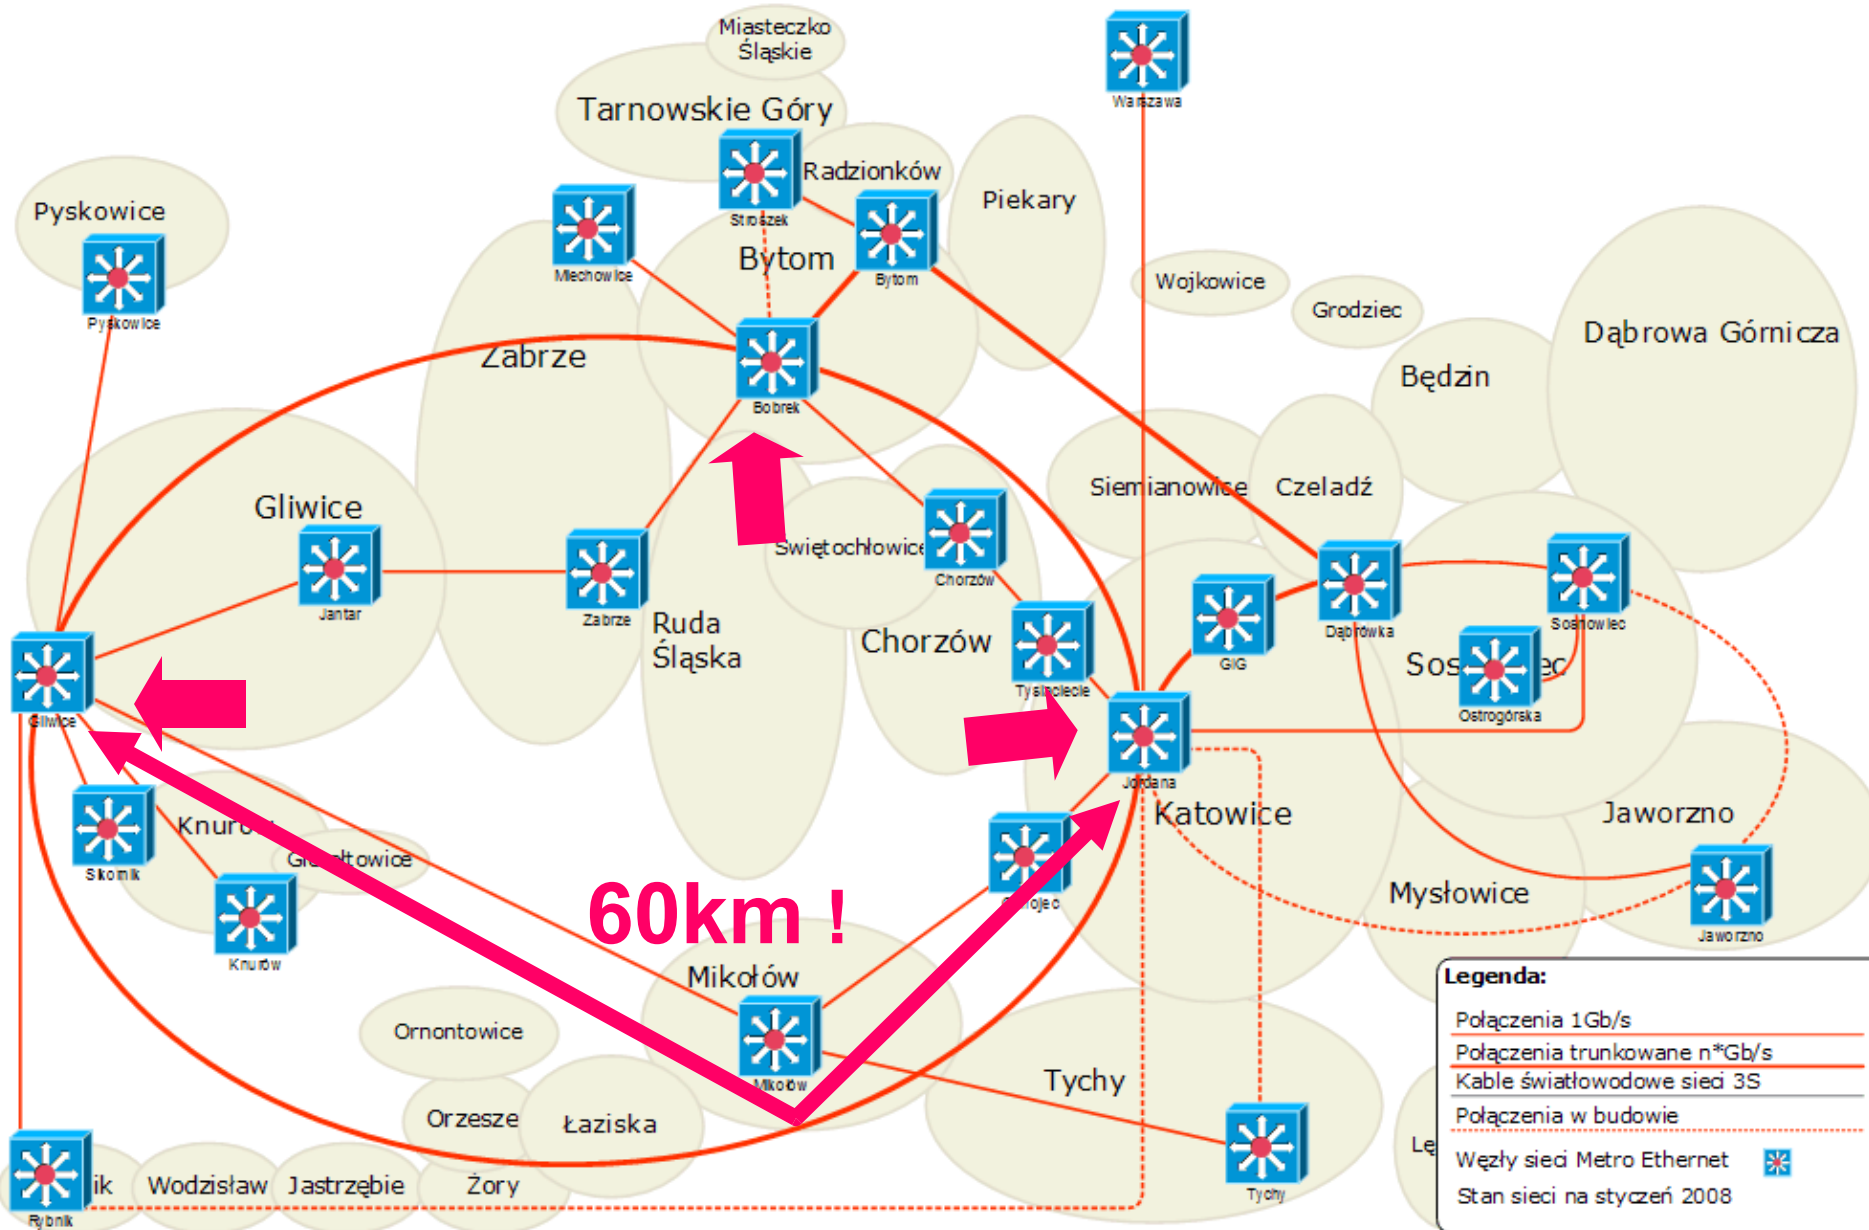 Miasteczko
Śląskie
Warszawa
Tarnowskie Góry
Radzionków
Piekary
Pyskowice
Stroszek
Bytom
Miechowice
Bytom
Wojkowice
Grodziec
Dąbrowa Górnicza
Pyskowice
Zabrze
Będzin
Bobrek
Siemianowice
Czeladź
Gliwice
Świętochłowice
Chorzów
Jantar
Zabrze
Ruda
Śląska
Chorzów
Dąbrówka
Sosnowiec
GIG
Tysiąclecie
Ostrogórska
Gliwice
Jordana
Katowice
Jaworzno
Knurów
Sikornik
Mysłowice
60km !
Knurów
Jaworzno
Mikołów
Legenda:
Połączenia 1Gb/s
Połączenia trunkowane n*Gb/s
Kable światłowodowe sieci 3S
Połączenia w budowie
Węzły sieci Metro Ethernet
Stan sieci na styczeń 2008
Ornontowice
Mikołów
Tychy
Orzesze
Łaziska
Wodzisław
Jastrzębie
Żory
Rybnik
Tychy